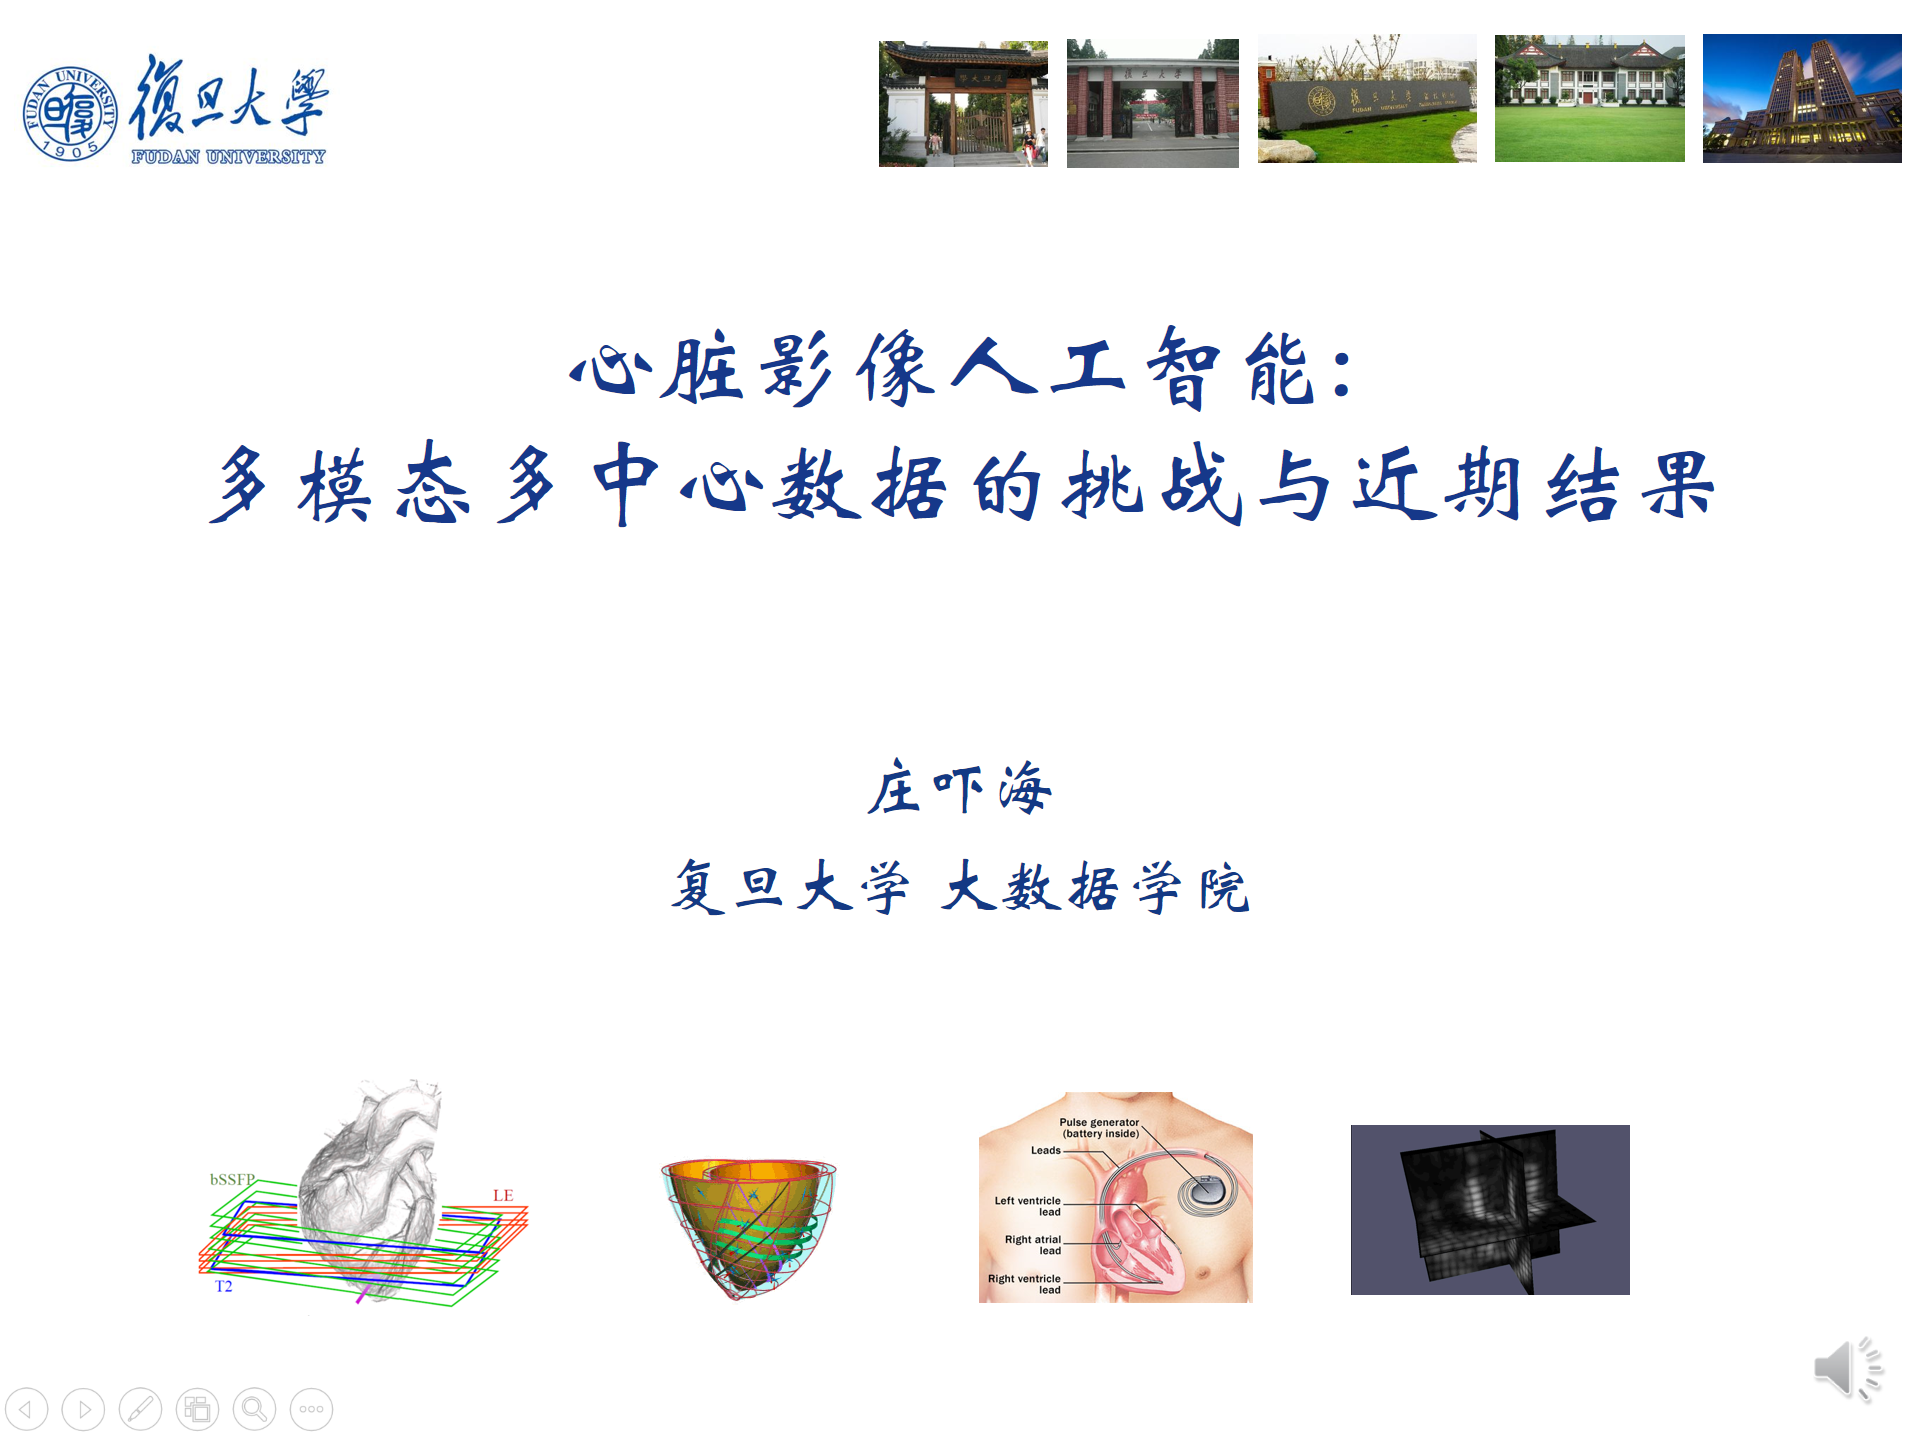 復旦大學
FUDAN UNIVERSITY
FUDAN UNIVERSITY
1905
心脏影像人工智能：
多模态多中心数据的挑战与近期结果
庄吓海
复旦大学 大数据学院
bSSFP
LE
T2
Pulse generator
(battery inside)
Leads
Left ventricle
lead
Right atrial
lead
Right ventricle
lead